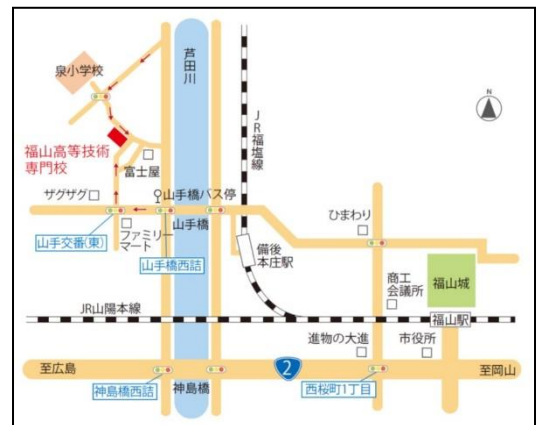 泉小学校
芦田川
JR福塩線
N
福山高等技術
専門校
富士屋
ザグザグ
山手橋バス停
ひまわり
山手交番(東)
ファミリー
マート
山手橋
山手橋西詰
備後
本庄駅
商工
会議所
福山城
JR山陽本線
福山駅
進物の大進
市役所
至広島
2
至岡山
神島橋西詰
神島橋
西桜町1丁目